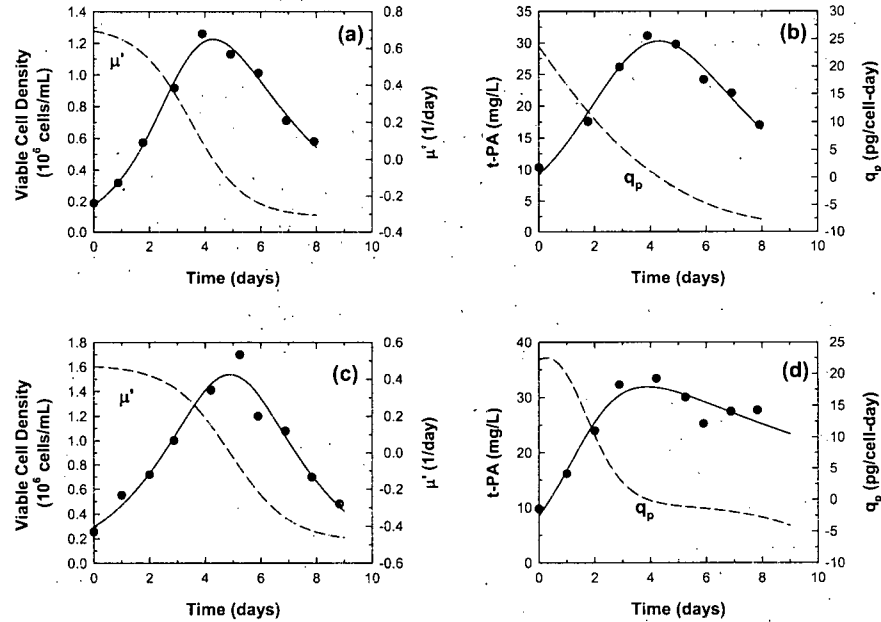 (a)
Viable Cell Density
(10⁶ cells/mL)
1.4
1.2
1.0
0.8
0.6
0.4
0.2
0.0
μ'
0.8
0.6
0.4
0.2
0.0
-0.2
-0.4
μ' (1/day)
0 2 4 6 8 10
Time (days)
(b)
t-PA (mg/L)
35
30
25
20
15
10
5
0
qₚ
30
25
20
15
10
5
0
-5
-10
qₚ (pg/cell-day)
0 2 4 6 8 10
Time (days)
(c)
Viable Cell Density
(10⁶ cells/mL)
1.8
1.6
1.4
1.2
1.0
0.8
0.6
0.4
0.2
0.0
μ'
0.6
0.4
0.2
0.0
-0.2
-0.4
-0.6
μ' (1/day)
0 2 4 6 8 10
Time (days)
(d)
t-PA (mg/L)
40
30
20
10
0
qₚ
25
20
15
10
5
0
-5
-10
qₚ (pg/cell-day)
0 2 4 6 8 10
Time (days)